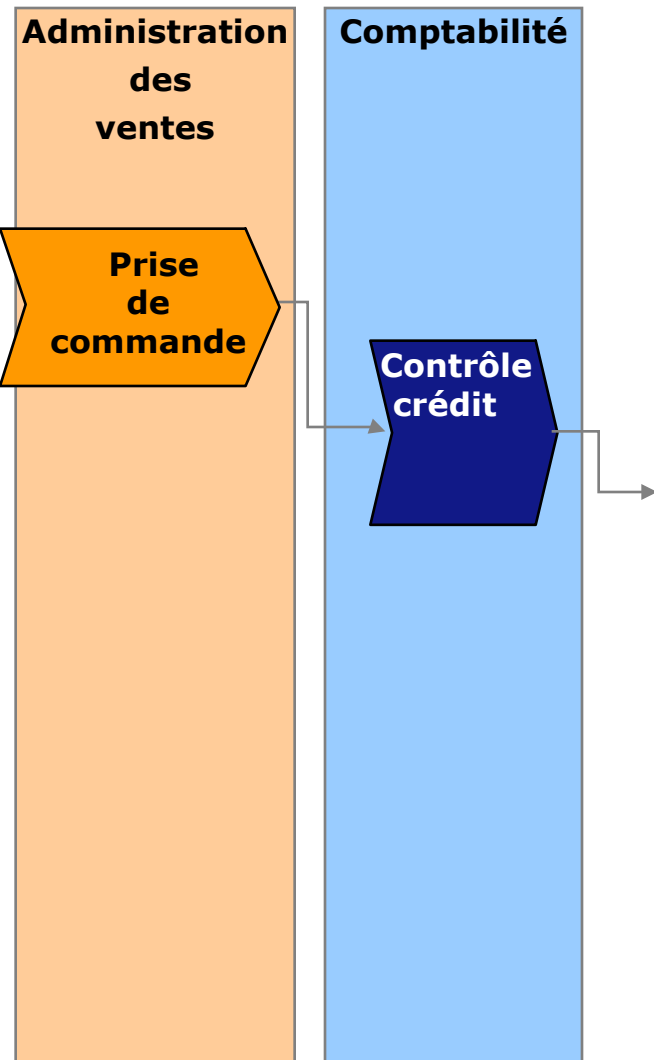 Administration
des
ventes
Comptabilité
Prise
de
commande
Contrôle
crédit